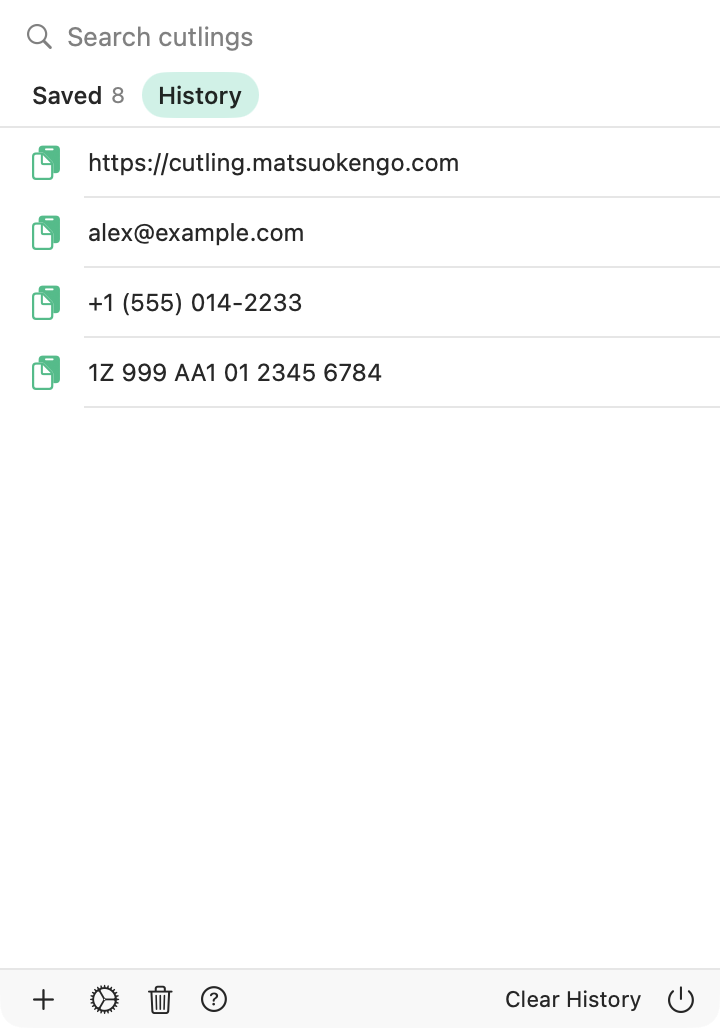 Search cutlings
Saved 8 History
https://cutling.matsuokengo.com
alex@example.com
+1 (555) 014-2233
1Z 999 AA1 01 2345 6784
? Clear History